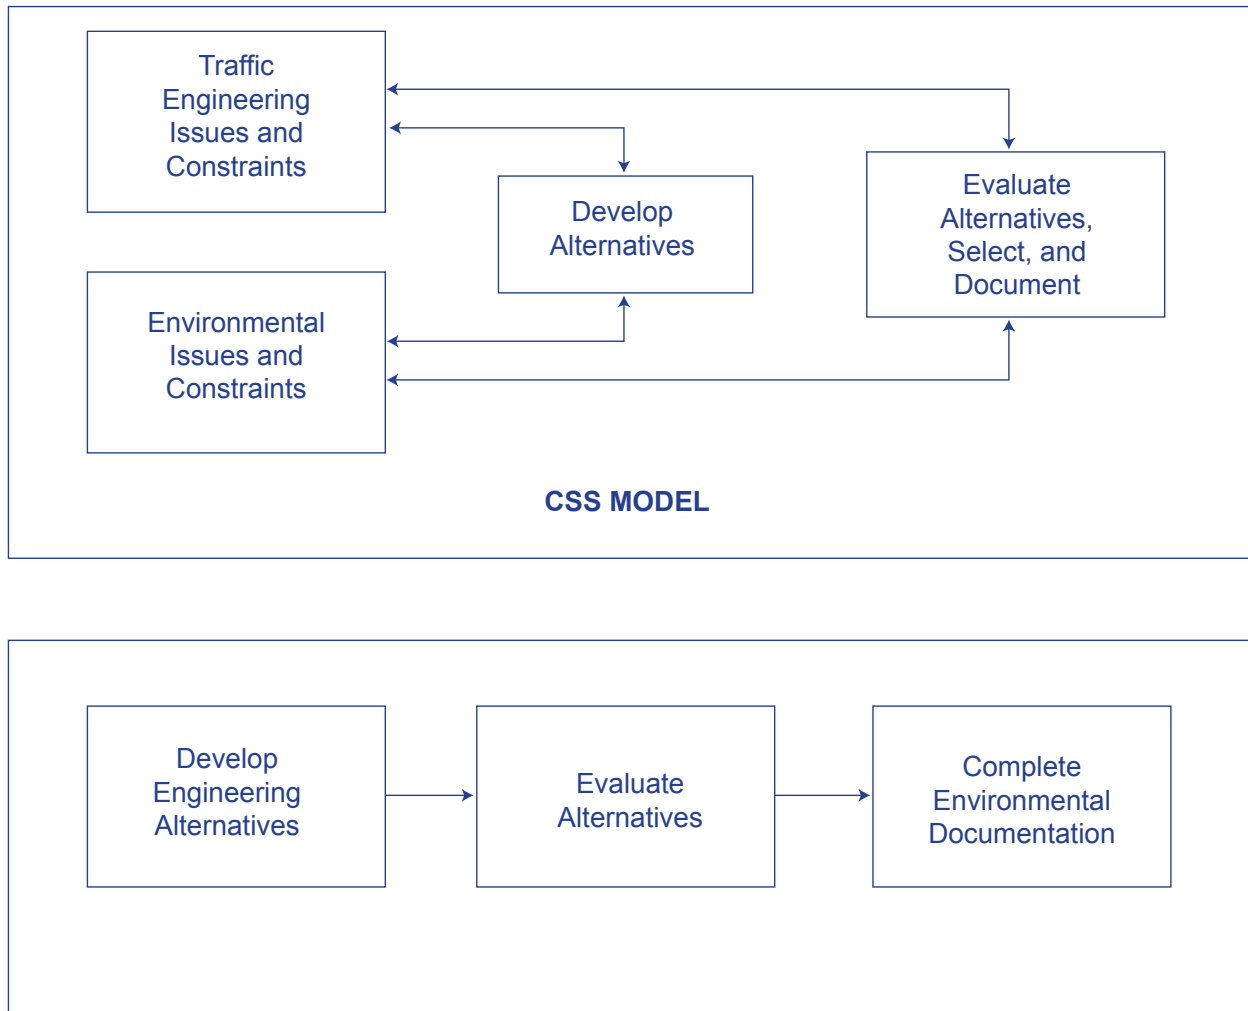 Traffic
Engineering
Issues and
Constraints
Develop
Alternatives
Evaluate
Alternatives,
Select, and
Document
Environmental
Issues and
Constraints
CSS MODEL
Develop
Engineering
Alternatives
Evaluate
Alternatives
Complete
Environmental
Documentation